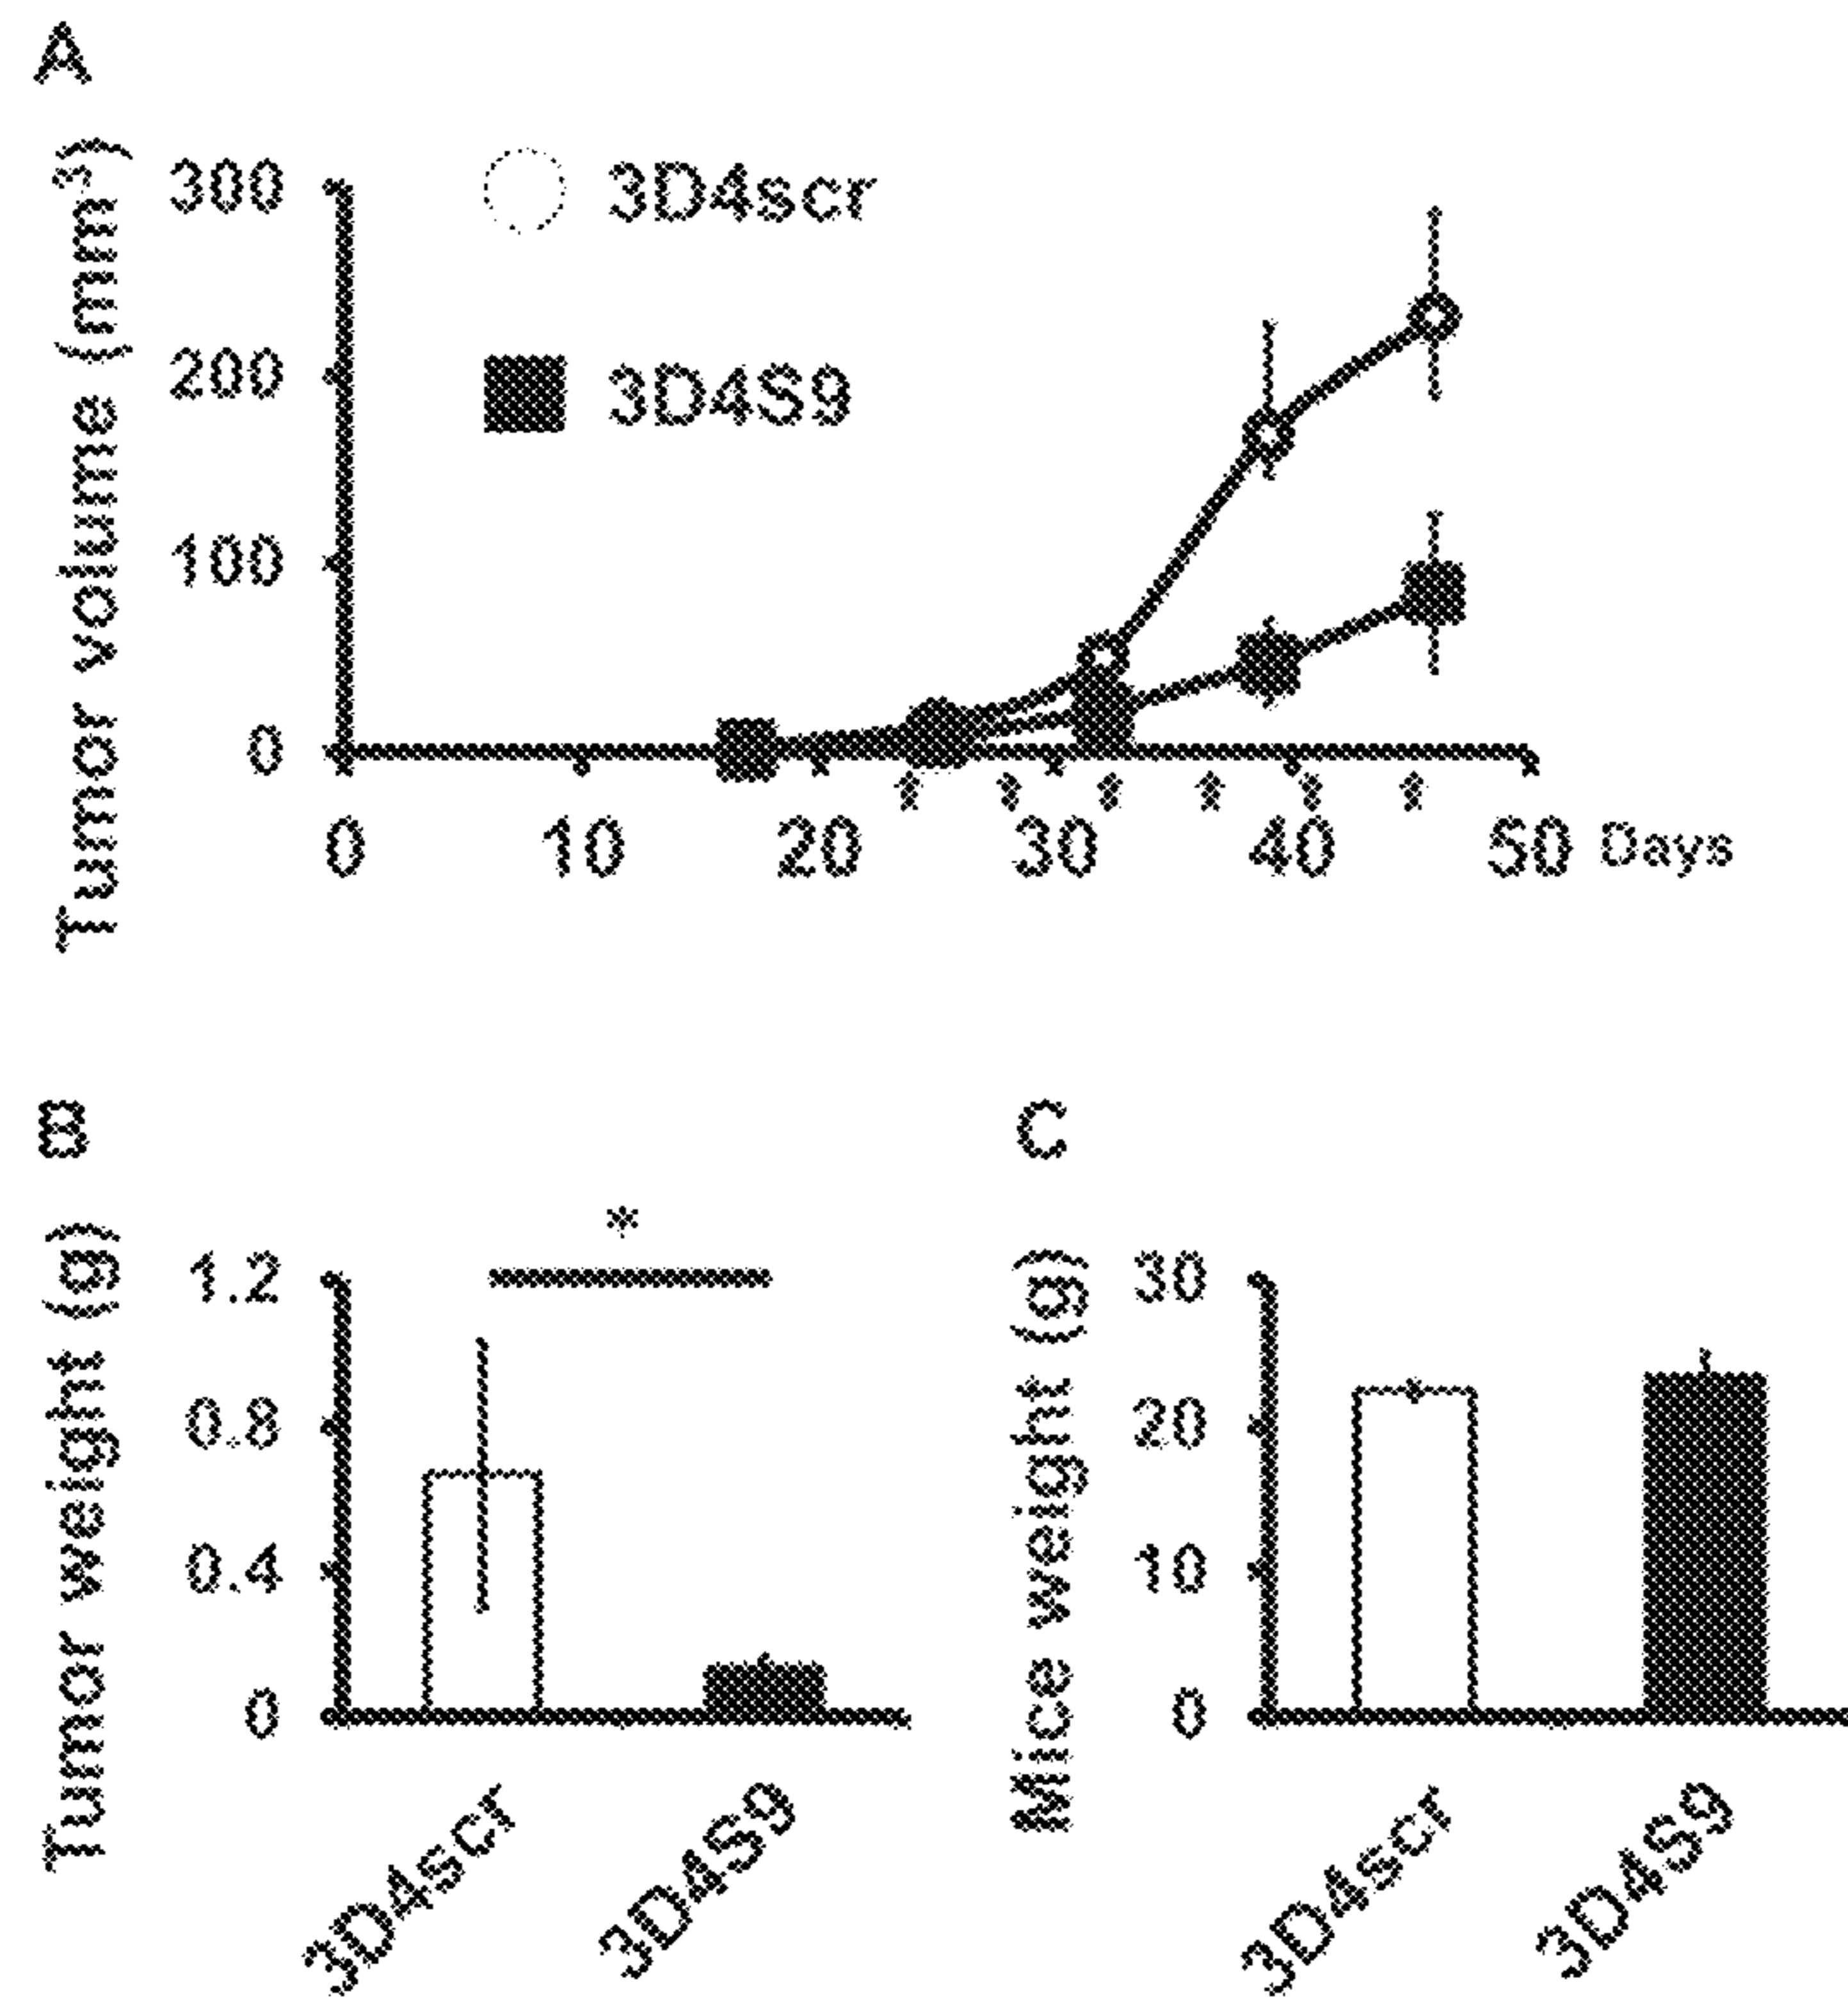 A
Tumor volume (mm³)
300
200
100
0
3D4scr
3D4S9
0 10 20 30 40 50 Days
B
Tumor weight (g)
1.2
0.8
0.4
0
*
3D4scr
3D4S9
C
Mice weight (g)
30
20
10
0
3D4scr
3D4S9